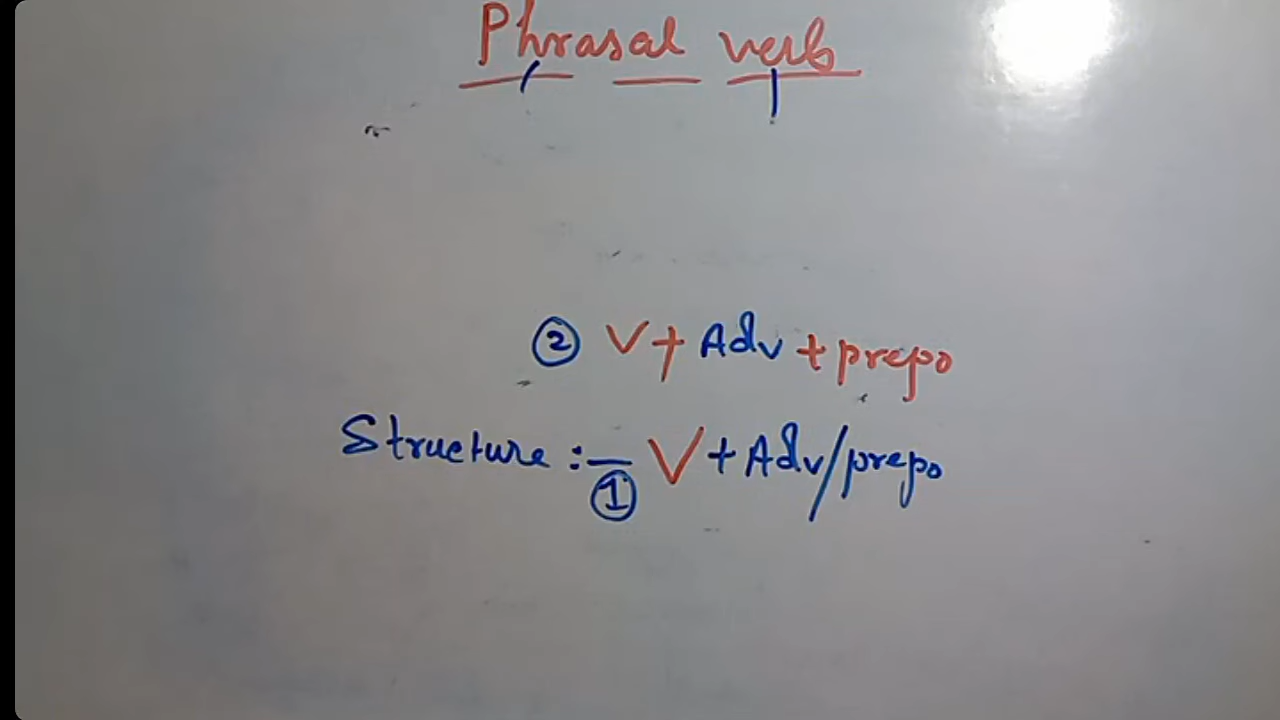 Phrasal verb
② V + Adv + prepo
Structure :- ① V + Adv/prepo